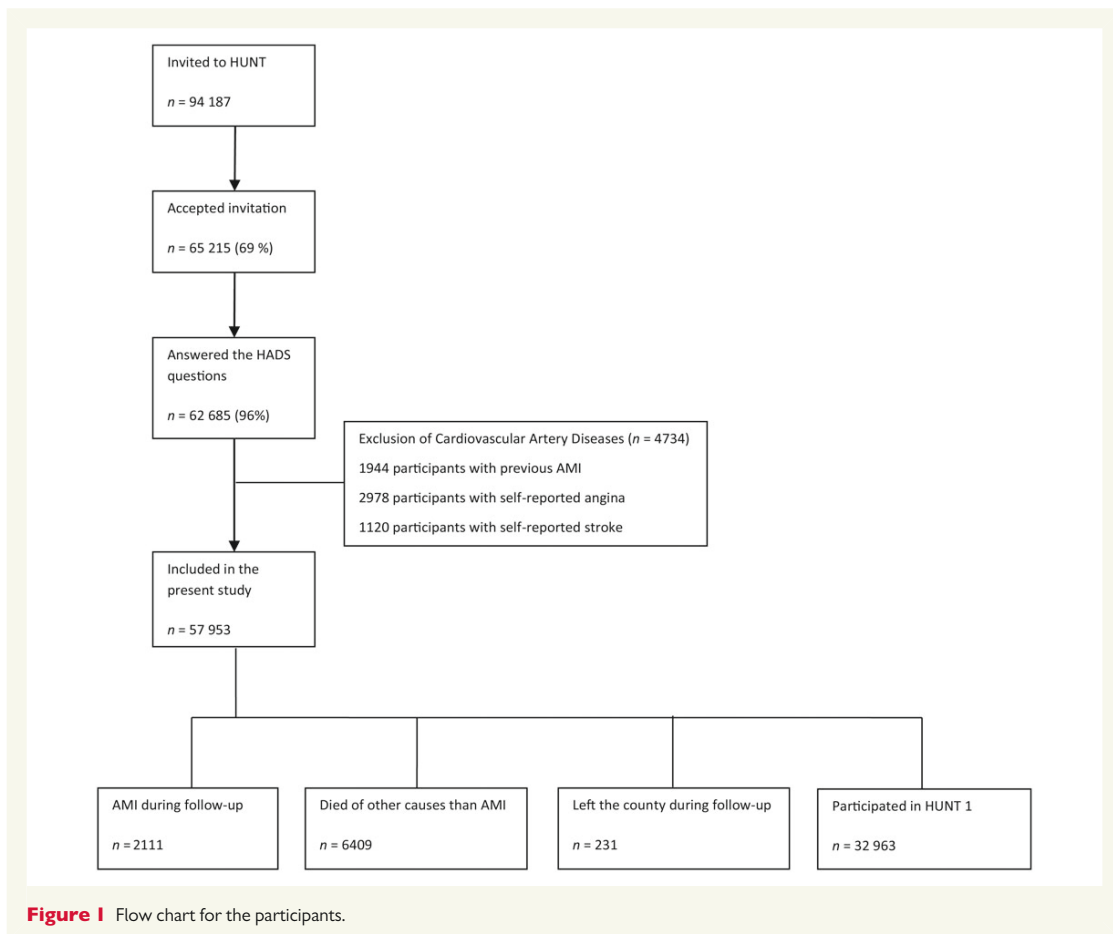 Invited to HUNT
n = 94 187
Accepted invitation
n = 65 215 (69 %)
Answered the HADS
questions
n = 62 685 (96%)
Exclusion of Cardiovascular Artery Diseases (n = 4734)
1944 participants with previous AMI
2978 participants with self-reported angina
1120 participants with self-reported stroke
Included in the
present study
n = 57 953
AMI during follow-up
n = 2111
Died of other causes than AMI
n = 6409
Left the county during follow-up
n = 231
Participated in HUNT 1
n = 32 963
Figure 1 Flow chart for the participants.